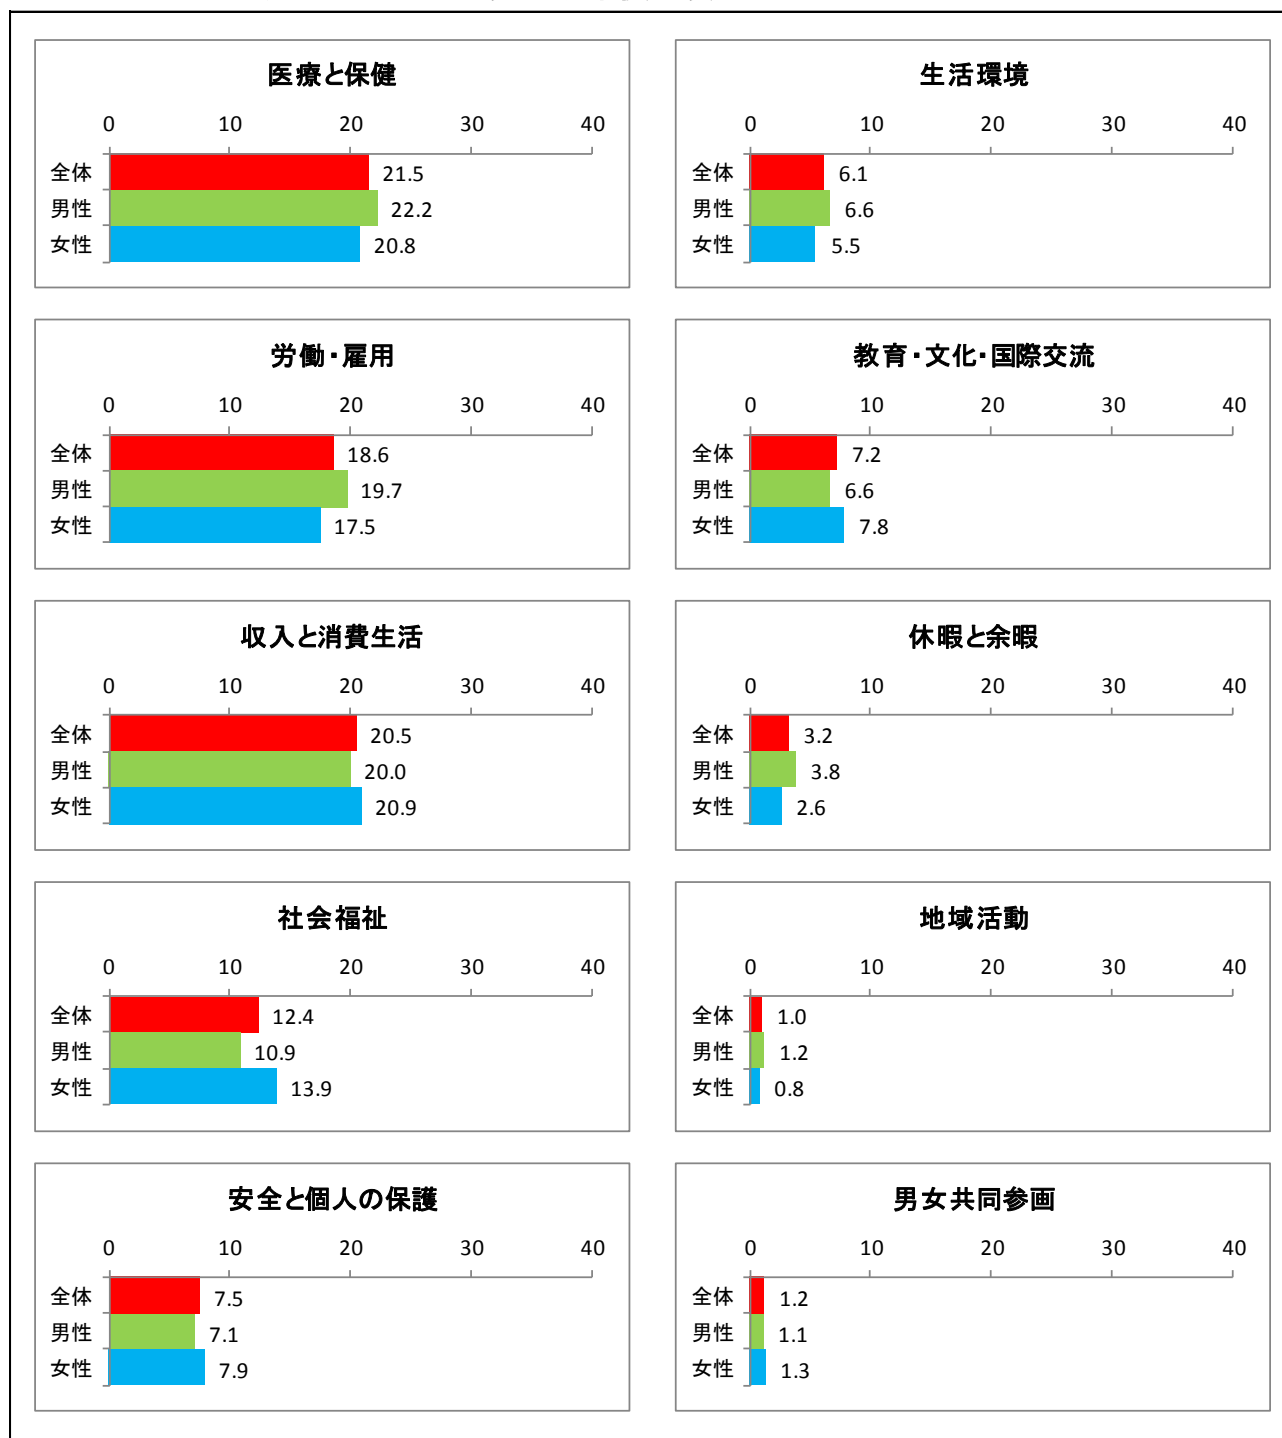 医療と保健
0 10 20 30 40
全体 21.5
男性 22.2
女性 20.8
生活環境
0 10 20 30 40
全体 6.1
男性 6.6
女性 5.5
労働・雇用
0 10 20 30 40
全体 18.6
男性 19.7
女性 17.5
教育・文化・国際交流
0 10 20 30 40
全体 7.2
男性 6.6
女性 7.8
収入と消費生活
0 10 20 30 40
全体 20.5
男性 20.0
女性 20.9
休暇と余暇
0 10 20 30 40
全体 3.2
男性 3.8
女性 2.6
社会福祉
0 10 20 30 40
全体 12.4
男性 10.9
女性 13.9
地域活動
0 10 20 30 40
全体 1.0
男性 1.2
女性 0.8
安全と個人の保護
0 10 20 30 40
全体 7.5
男性 7.1
女性 7.9
男女共同参画
0 10 20 30 40
全体 1.2
男性 1.1
女性 1.3